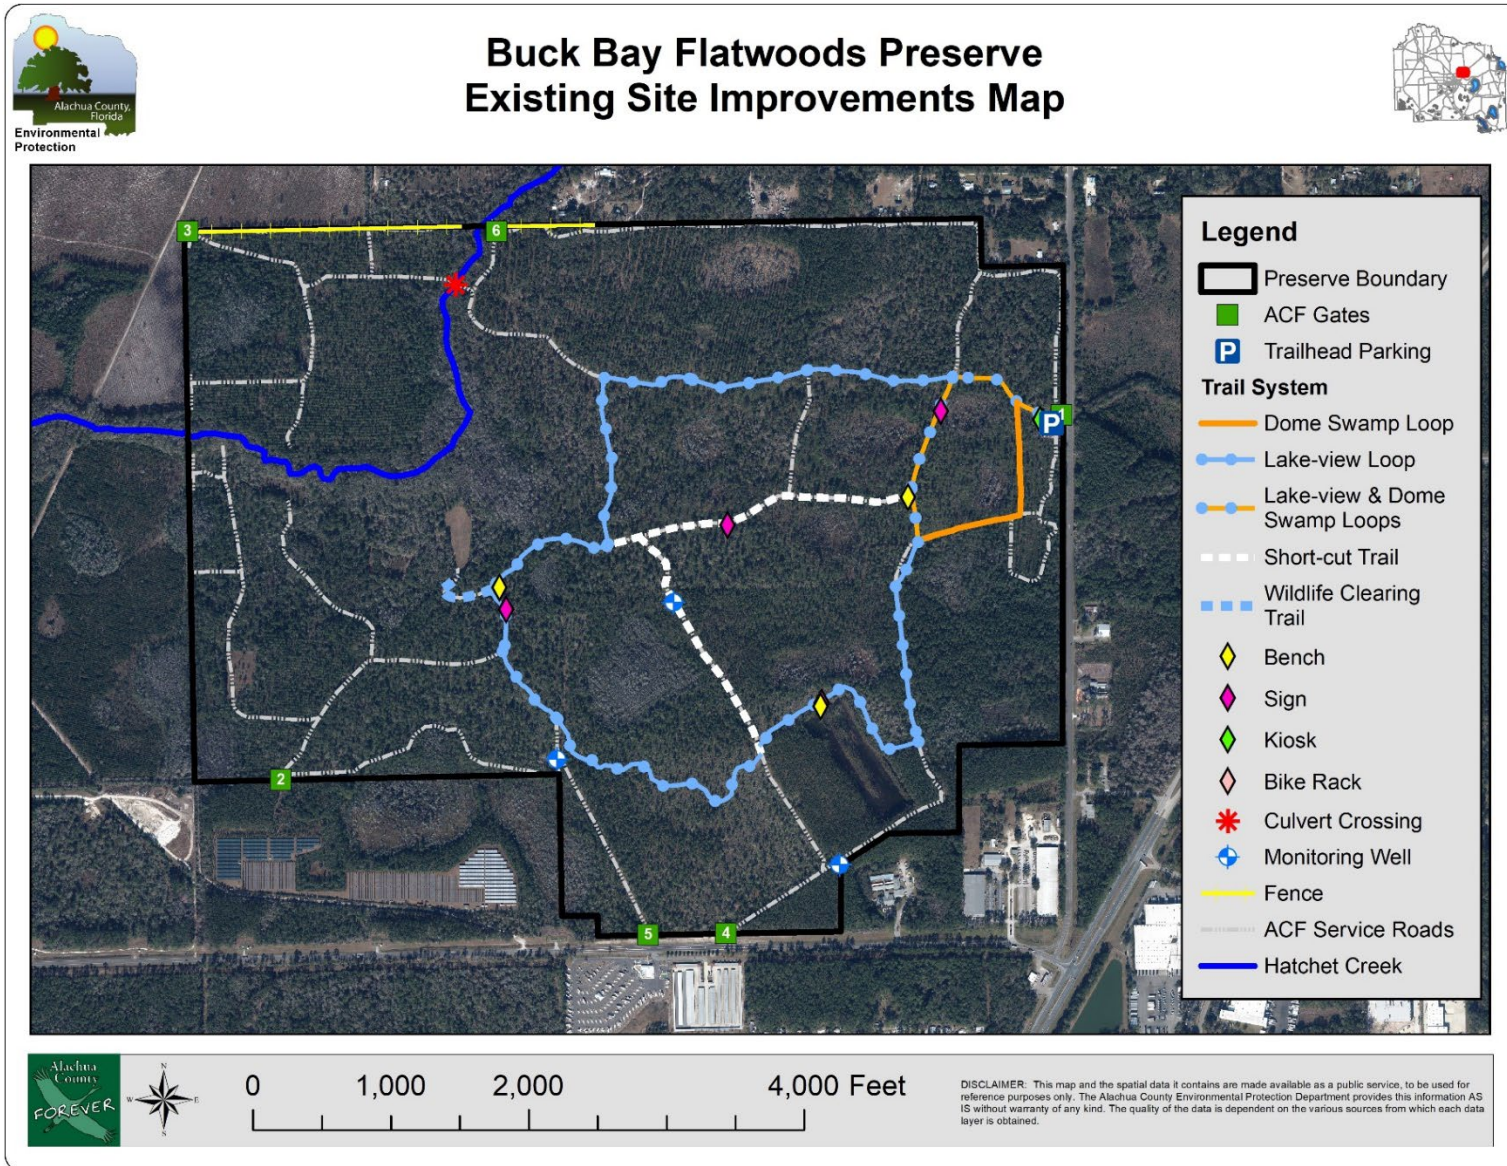 Buck Bay Flatwoods Preserve
Existing Site Improvements Map
Alachua County,
Florida
Environmental
Protection
3
6
1
P
2
5
4
Legend
Preserve Boundary
ACF Gates
P Trailhead Parking
Trail System
Dome Swamp Loop
Lake-view Loop
Lake-view & Dome
Swamp Loops
Short-cut Trail
Wildlife Clearing
Trail
Bench
Sign
Kiosk
Bike Rack
Culvert Crossing
Monitoring Well
Fence
ACF Service Roads
Hatchet Creek
Alachua
County
FOREVER
N
W
E
S
0 1,000 2,000 4,000 Feet
DISCLAIMER: This map and the spatial data it contains are made available as a public service, to be used for
reference purposes only. The Alachua County Environmental Protection Department provides this information AS
IS without warranty of any kind. The quality of the data is dependent on the various sources from which each data
layer is obtained.